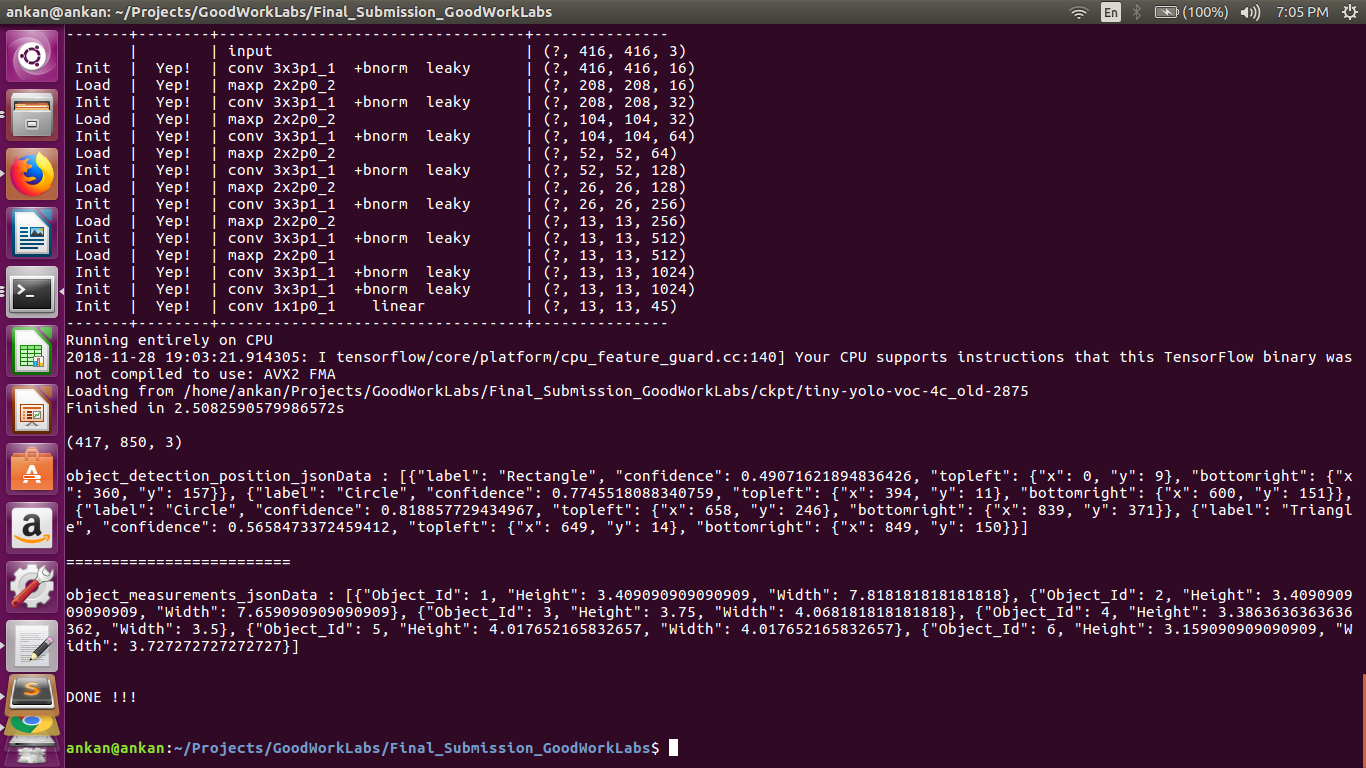 ankan@ankan: ~/Projects/GoodWorkLabs/Final_Submission_GoodWorkLabs En (100%) 7:05 PM
-------+--------+----------------------------------+---------------
       |        | input                            | (?, 416, 416, 3)
 Init  |  Yep!  | conv 3x3p1_1  +bnorm  leaky      | (?, 416, 416, 16)
 Load  |  Yep!  | maxp 2x2p0_2                     | (?, 208, 208, 16)
 Init  |  Yep!  | conv 3x3p1_1  +bnorm  leaky      | (?, 208, 208, 32)
 Load  |  Yep!  | maxp 2x2p0_2                     | (?, 104, 104, 32)
 Init  |  Yep!  | conv 3x3p1_1  +bnorm  leaky      | (?, 104, 104, 64)
 Load  |  Yep!  | maxp 2x2p0_2                     | (?, 52, 52, 64)
 Init  |  Yep!  | conv 3x3p1_1  +bnorm  leaky      | (?, 52, 52, 128)
 Load  |  Yep!  | maxp 2x2p0_2                     | (?, 26, 26, 128)
 Init  |  Yep!  | conv 3x3p1_1  +bnorm  leaky      | (?, 26, 26, 256)
 Load  |  Yep!  | maxp 2x2p0_2                     | (?, 13, 13, 256)
 Init  |  Yep!  | conv 3x3p1_1  +bnorm  leaky      | (?, 13, 13, 512)
 Load  |  Yep!  | maxp 2x2p0_1                     | (?, 13, 13, 512)
 Init  |  Yep!  | conv 3x3p1_1  +bnorm  leaky      | (?, 13, 13, 1024)
 Init  |  Yep!  | conv 3x3p1_1  +bnorm  leaky      | (?, 13, 13, 1024)
 Init  |  Yep!  | conv 1x1p0_1    linear           | (?, 13, 13, 45)
-------+--------+----------------------------------+---------------
Running entirely on CPU
2018-11-28 19:03:21.914305: I tensorflow/core/platform/cpu_feature_guard.cc:140] Your CPU supports instructions that this TensorFlow binary was
 not compiled to use: AVX2 FMA
Loading from /home/ankan/Projects/GoodWorkLabs/Final_Submission_GoodWorkLabs/ckpt/tiny-yolo-voc-4c_old-2875
Finished in 2.5082590579986572s
(417, 850, 3)
object_detection_position_jsonData : [{"label": "Rectangle", "confidence": 0.49071621894836426, "topleft": {"x": 0, "y": 9}, "bottomright": {"x
": 360, "y": 157}}, {"label": "Circle", "confidence": 0.7745518088340759, "topleft": {"x": 394, "y": 11}, "bottomright": {"x": 600, "y": 151}},
 {"label": "Circle", "confidence": 0.818857729434967, "topleft": {"x": 658, "y": 246}, "bottomright": {"x": 839, "y": 371}}, {"label": "Triangl
e", "confidence": 0.5658473372459412, "topleft": {"x": 649, "y": 14}, "bottomright": {"x": 849, "y": 150}}]
=========================
object_measurements_jsonData : [{"Object_Id": 1, "Height": 3.409090909090909, "Width": 7.818181818181818}, {"Object_Id": 2, "Height": 3.4090909
09090909, "Width": 7.659090909090909}, {"Object_Id": 3, "Height": 3.75, "Width": 4.068181818181818}, {"Object_Id": 4, "Height": 3.3863636363636
362, "Width": 3.5}, {"Object_Id": 5, "Height": 4.017652165832657, "Width": 4.017652165832657}, {"Object_Id": 6, "Height": 3.159090909090909, "W
idth": 3.727272727272727}]
DONE !!!
ankan@ankan:~/Projects/GoodWorkLabs/Final_Submission_GoodWorkLabs$